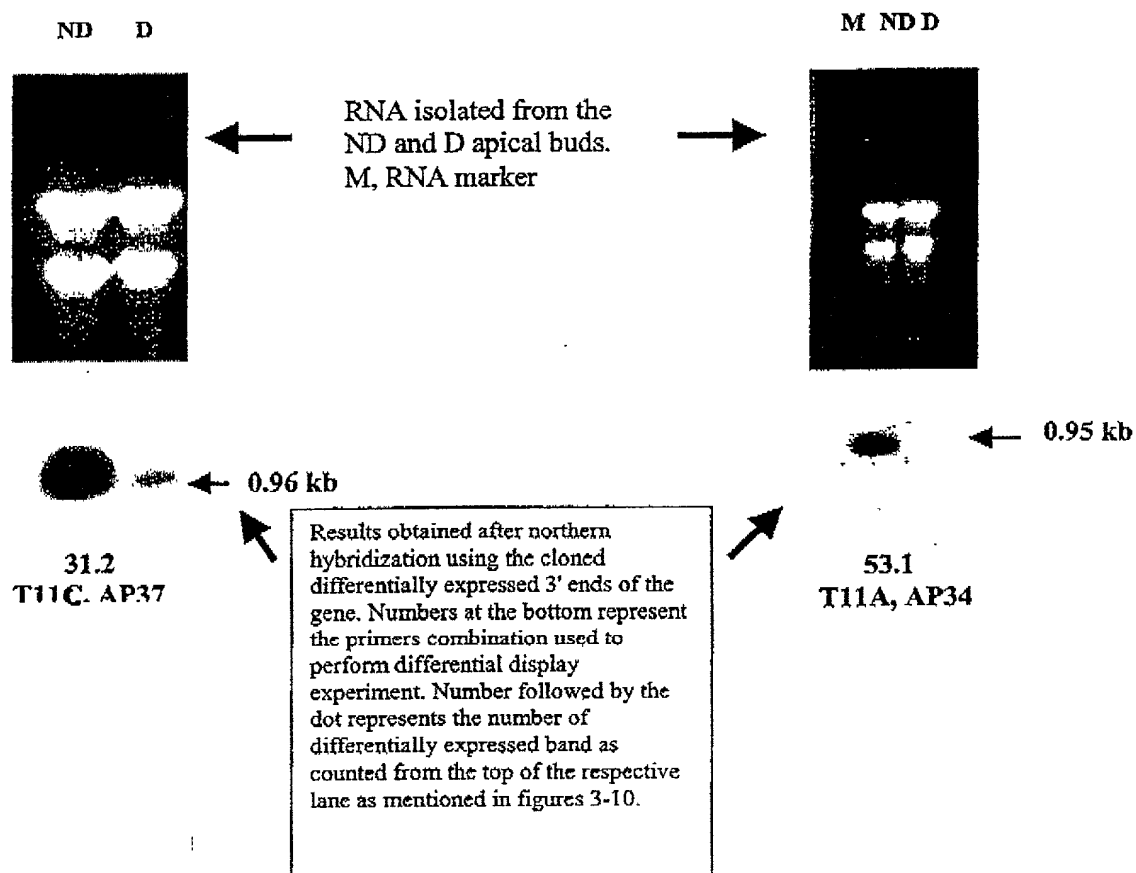 ND D
M ND D
RNA isolated from the
ND and D apical buds.
M, RNA marker
0.96 kb
0.95 kb
31.2
T11C. AP37
53.1
T11A, AP34
Results obtained after northern
hybridization using the cloned
differentially expressed 3' ends of the
gene. Numbers at the bottom represent
the primers combination used to
perform differential display
experiment. Number followed by the
dot represents the number of
differentially expressed band as
counted from the top of the respective
lane as mentioned in figures 3-10.